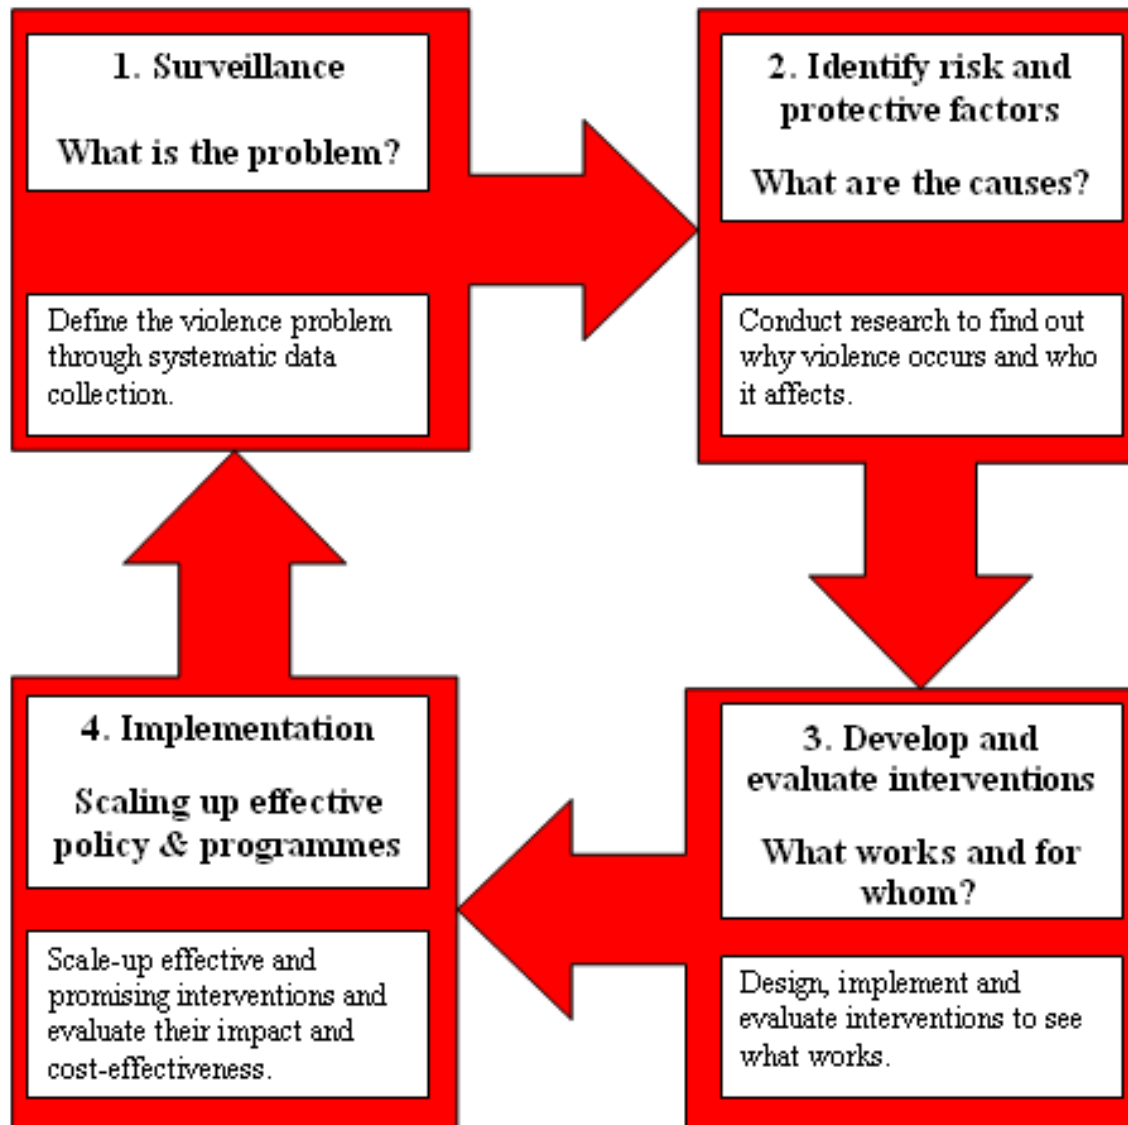 1. Surveillance
What is the problem?
Define the violence problem
through systematic data
collection.
2. Identify risk and
protective factors
What are the causes?
Conduct research to find out
why violence occurs and who
it affects.
3. Develop and
evaluate interventions
What works and for
whom?
Design, implement and
evaluate interventions to see
what works.
4. Implementation
Scaling up effective
policy & programmes
Scale-up effective and
promising interventions and
evaluate their impact and
cost-effectiveness.